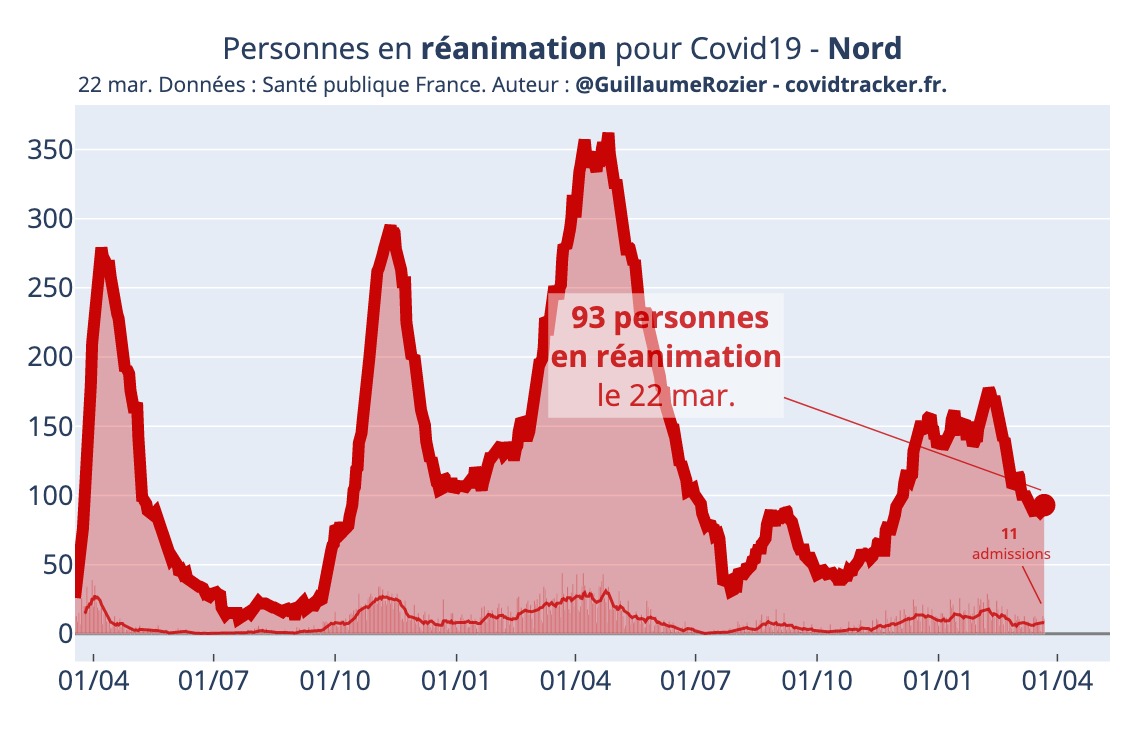 Personnes en réanimation pour Covid19 - Nord
22 mar. Données : Santé publique France. Auteur : @GuillaumeRozier - covidtracker.fr.
350
300
250
200
150
100
50
0
93 personnes
en réanimation
le 22 mar.
11
admissions
01/04 01/07 01/10 01/01 01/04 01/07 01/10 01/01 01/04